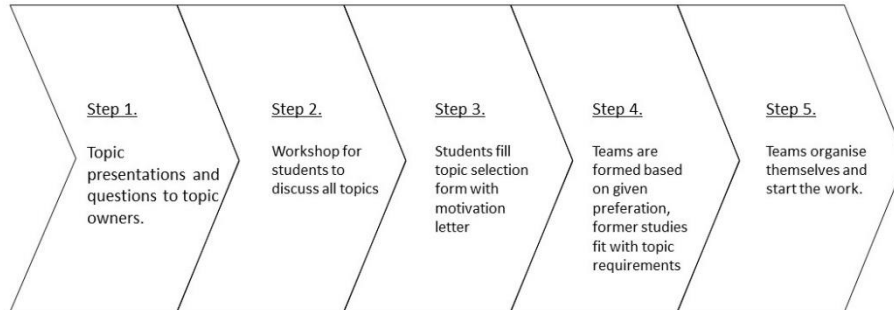 Step 1.
Topic
presentations and
questions to topic
owners.
Step 2.
Workshop for
students to
discuss all topics
Step 3.
Students fill
topic selection
form with
motivation
letter
Step 4.
Teams are
formed based
on given
preferation,
former studies
fit with topic
requirements
Step 5.
Teams organise
themselves and
start the work.